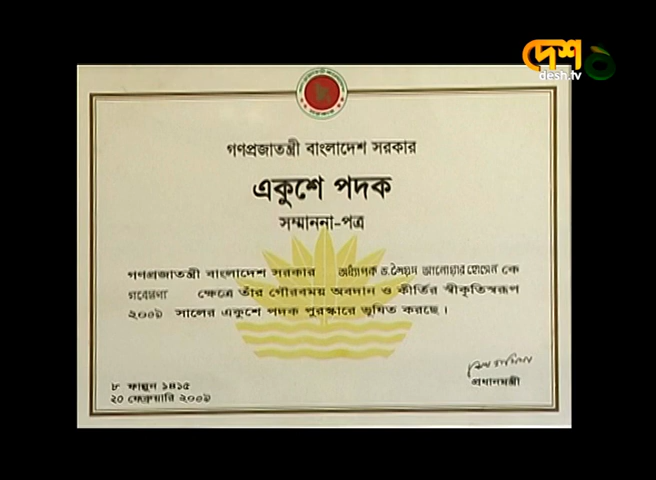 দেশ
desh.tv
গণপ্রজাতন্ত্রী বাংলাদেশ সরকার
একুশে পদক
সম্মাননা-পত্র
গণপ্রজাতন্ত্রী বাংলাদেশ সরকার অধ্যাপক ড. সৈয়দ আনোয়ার হোসেন কে
গবেষণা ক্ষেত্রে তাঁর গৌরবময় অবদান ও কীর্তির স্বীকৃতিস্বরূপ
২০০৯ সালের একুশে পদক পুরস্কারে ভূষিত করছে।
প্রধানমন্ত্রী
৮ ফাল্গুন ১৪১৫
২০ ফেব্রুয়ারি ২০০৯